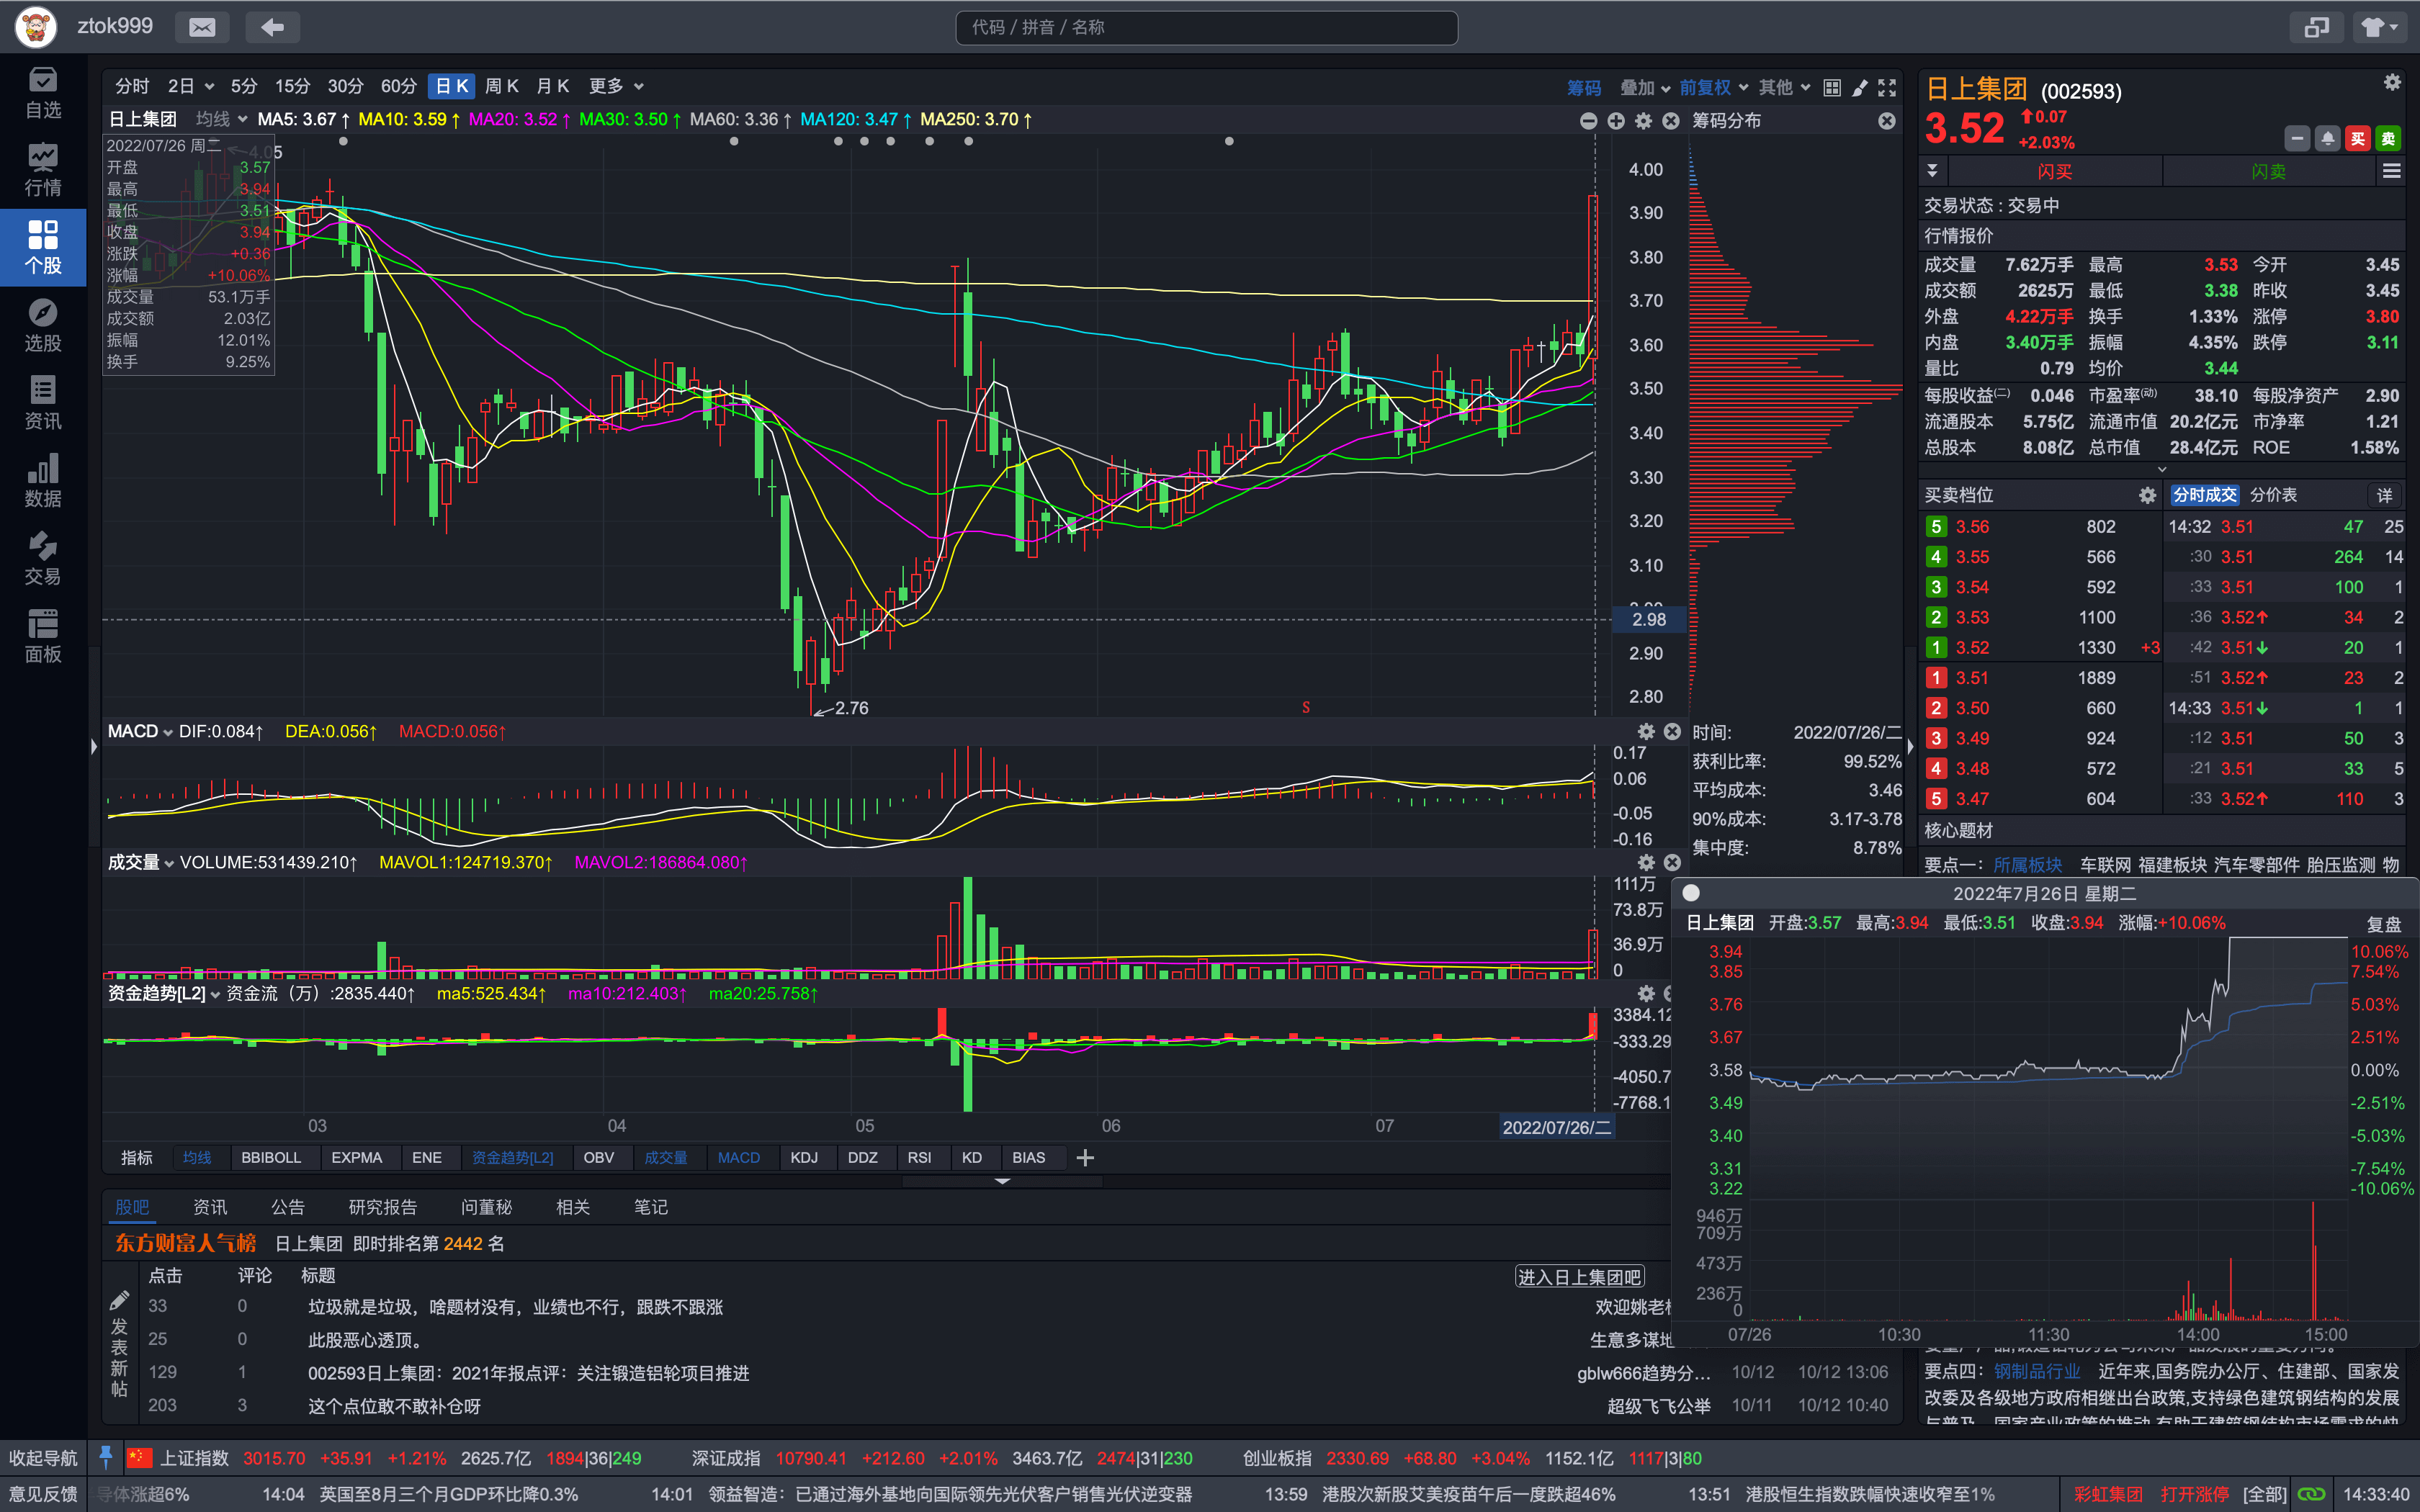 ztok999
代码 / 拼音 / 名称
自选
行情
个股
选股
资讯
数据
交易
面板
分时 2日 5分 15分 30分 60分 日K 周K 月K 更多 筹码 叠加 前复权 其他
日上集团 均线 MA5: 3.67↑ MA10: 3.59↑ MA20: 3.52↑ MA30: 3.50↑ MA60: 3.36↑ MA120: 3.47↑ MA250: 3.70↑
筹码分布
2022/07/26 周二
开盘 3.57
最高 3.94
最低 3.51
收盘 3.94
涨跌 +0.36
涨幅 +10.06%
成交量 53.1万手
成交额 2.03亿
振幅 12.01%
换手 9.25%
4.05
4.00
3.90
3.80
3.70
3.60
3.50
3.40
3.30
3.20
3.10
2.98
2.90
2.80
2.76
S
MACD DIF:0.084↑ DEA:0.056↑ MACD:0.056↑
0.17
0.06
-0.05
-0.16
时间: 2022/07/26/二
获利比率: 99.52%
平均成本: 3.46
90%成本: 3.17-3.78
集中度: 8.78%
成交量 VOLUME:531439.210↑ MAVOL1:124719.370↑ MAVOL2:186864.080↑
111万
73.8万
36.9万
0
资金趋势[L2] 资金流（万）:2835.440↑ ma5:525.434↑ ma10:212.403↑ ma20:25.758↑
3384.12
-333.29
-4050.7
-7768.1
03 04 05 06 07 2022/07/26/二
指标 均线 BBIBOLL EXPMA ENE 资金趋势[L2] OBV 成交量 MACD KDJ DDZ RSI KD BIAS
股吧 资讯 公告 研究报告 问董秘 相关 笔记
东方财富人气榜 日上集团 即时排名第 2442 名
点击 评论 标题 进入日上集团吧
发表新帖
33 0 垃圾就是垃圾，啥题材没有，业绩也不行，跟跌不跟涨 欢迎姚老
25 0 此股恶心透顶。 生意多谋
129 1 002593日上集团：2021年报点评：关注锻造铝轮项目推进 gblw666趋势分... 10/12 10/12 13:06
203 3 这个点位敢不敢补仓呀 超级飞飞公举 10/11 10/12 10:40
日上集团 (002593)
3.52 0.07
+2.03%
买 卖
闪买 闪卖
交易状态 : 交易中
行情报价
成交量 7.62万手 最高 3.53 今开 3.45
成交额 2625万 最低 3.38 昨收 3.45
外盘 4.22万手 换手 1.33% 涨停 3.80
内盘 3.40万手 振幅 4.35% 跌停 3.11
量比 0.79 均价 3.44
每股收益(二) 0.046 市盈率(动) 38.10 每股净资产 2.90
流通股本 5.75亿 流通市值 20.2亿元 市净率 1.21
总股本 8.08亿 总市值 28.4亿元 ROE 1.58%
买卖档位 分时成交 分价表 详
5 3.56 802 14:32 3.51 47 25
4 3.55 566 :30 3.51 264 14
3 3.54 592 :33 3.51 100 1
2 3.53 1100 :36 3.52↑ 34 2
1 3.52 1330 +3 :42 3.51↓ 20 1
1 3.51 1889 :51 3.52↑ 23 2
2 3.50 660 14:33 3.51↓ 1 1
3 3.49 924 :12 3.51 50 3
4 3.48 572 :21 3.51 33 5
5 3.47 604 :33 3.52↑ 110 3
核心题材
要点一： 所属板块 车联网 福建板块 汽车零部件 胎压监测 物
2022年7月26日 星期二
日上集团 开盘:3.57 最高:3.94 最低:3.51 收盘:3.94 涨幅:+10.06% 复盘
3.94 10.06%
3.85 7.54%
3.76 5.03%
3.67 2.51%
3.58 0.00%
3.49 -2.51%
3.40 -5.03%
3.31 -7.54%
3.22 -10.06%
946万
709万
473万
236万
0
07/26 10:30 11:30 14:00 15:00
要点四： 钢制品行业 近年来,国务院办公厅、住建部、国家发
改委及各级地方政府相继出台政策,支持绿色建筑钢结构的发展
收起导航 上证指数 3015.70 +35.91 +1.21% 2625.7亿 1894|36|249 深证成指 10790.41 +212.60 +2.01% 3463.7亿 2474|31|230 创业板指 2330.69 +68.80 +3.04% 1152.1亿 1117|3|80
意见反馈 导体涨超6% 14:04 英国至8月三个月GDP环比降0.3% 14:01 领益智造：已通过海外基地向国际领先光伏客户销售光伏逆变器 13:59 港股次新股艾美疫苗午后一度跌超46% 13:51 港股恒生指数跌幅快速收窄至1% 彩虹集团 打开涨停 [全部] 14:33:40